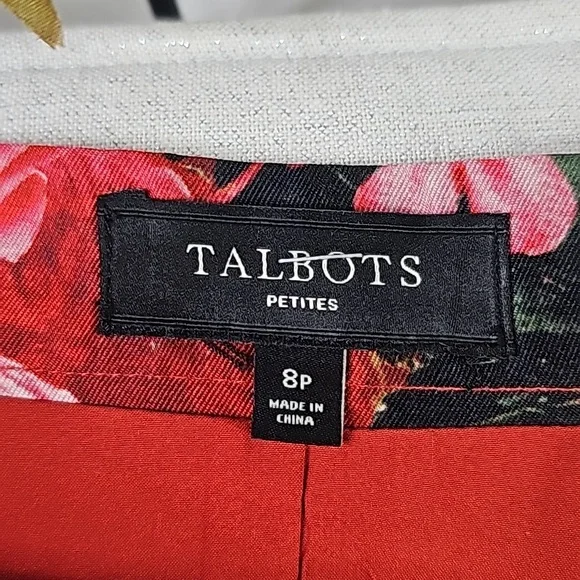 TALBOTS
PETITES
8P
MADE IN
CHINA